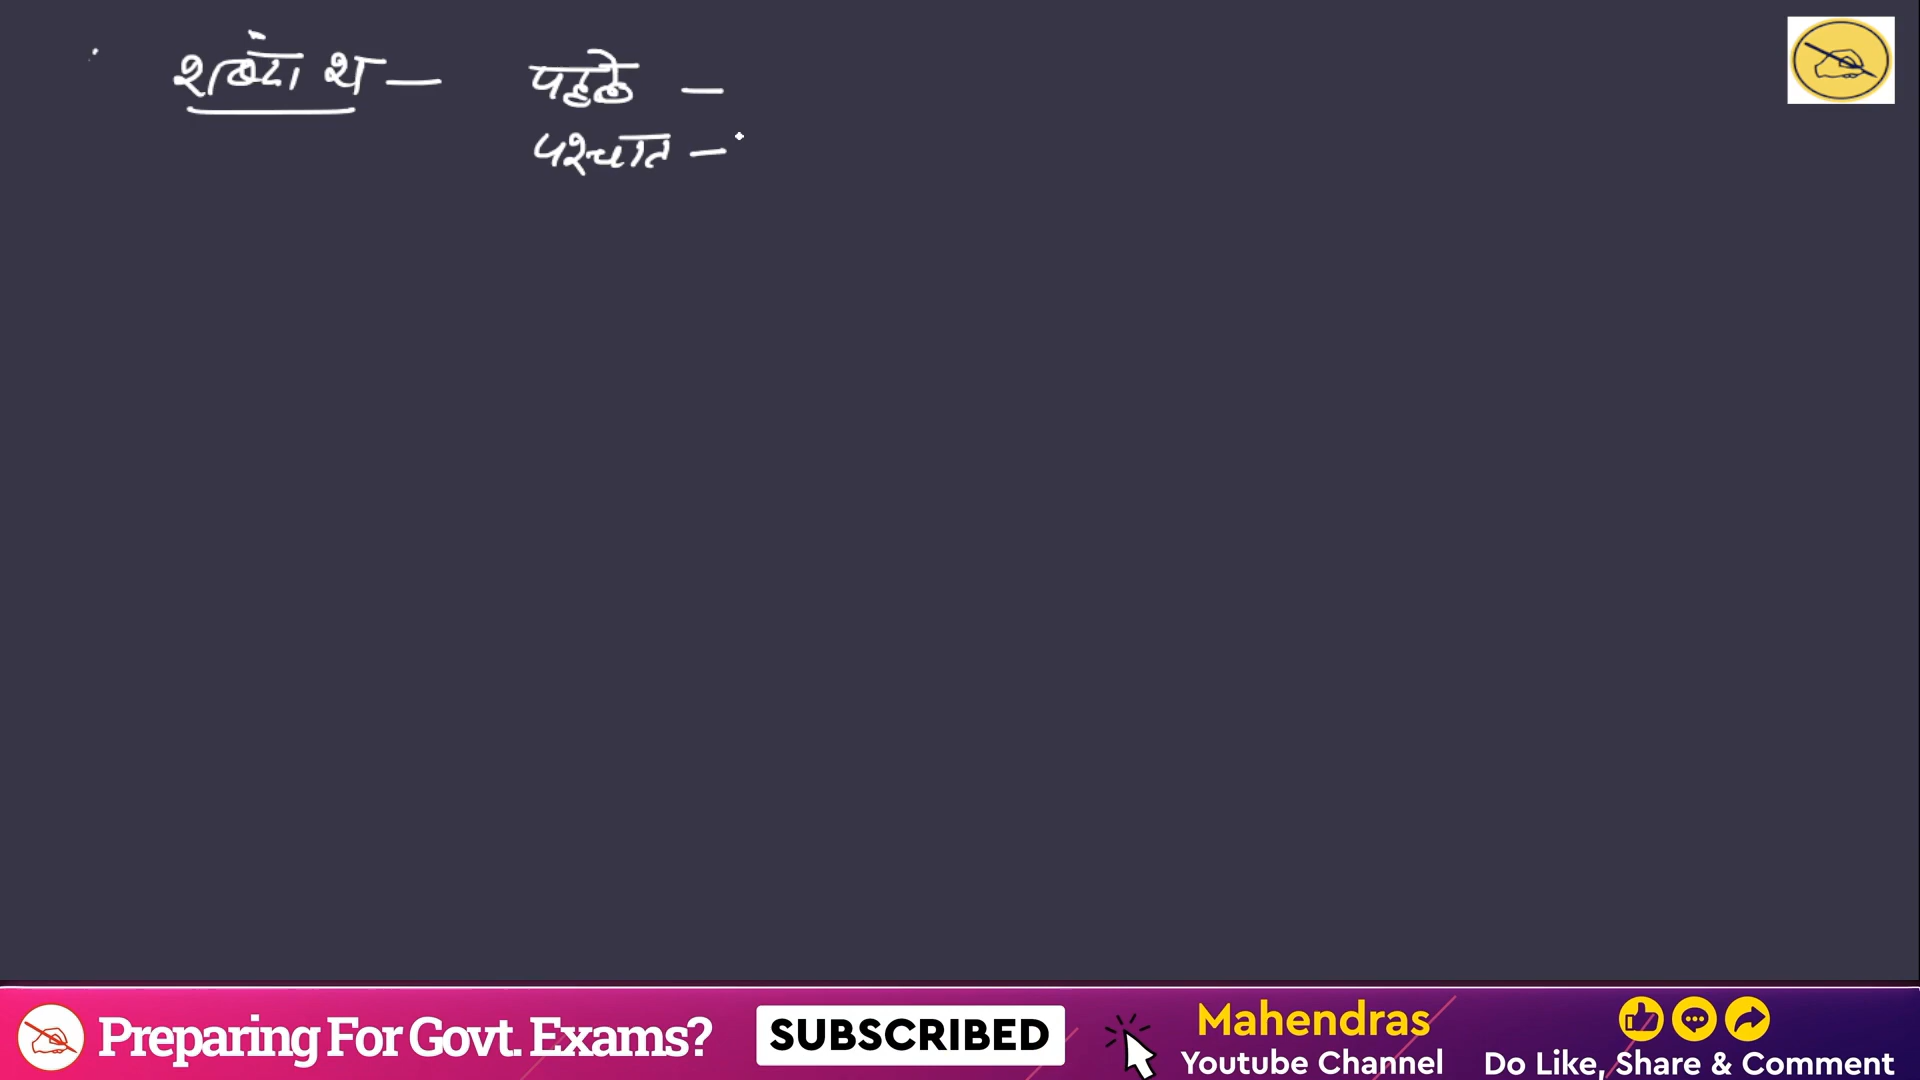 शब्दांश — पहले —
पश्चात —
Preparing For Govt. Exams?
SUBSCRIBED
Mahendras
Youtube Channel
Do Like, Share & Comment